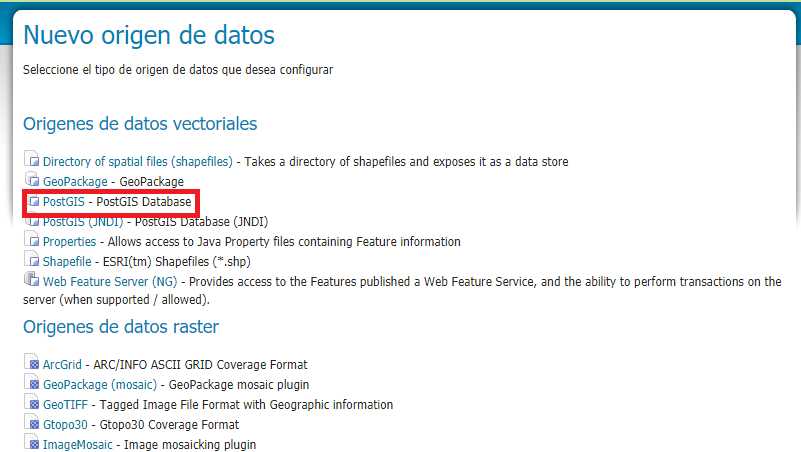 Nuevo origen de datos
Seleccione el tipo de origen de datos que desea configurar
Origenes de datos vectoriales
Directory of spatial files (shapefiles) - Takes a directory of shapefiles and exposes it as a data store
GeoPackage - GeoPackage
PostGIS - PostGIS Database
PostGIS (JNDI) - PostGIS Database (JNDI)
Properties - Allows access to Java Property files containing Feature information
Shapefile - ESRI(tm) Shapefiles (*.shp)
Web Feature Server (NG) - Provides access to the Features published a Web Feature Service, and the ability to perform transactions on the
server (when supported / allowed).
Origenes de datos raster
ArcGrid - ARC/INFO ASCII GRID Coverage Format
GeoPackage (mosaic) - GeoPackage mosaic plugin
GeoTIFF - Tagged Image File Format with Geographic information
Gtopo30 - Gtopo30 Coverage Format
ImageMosaic - Image mosaicking plugin